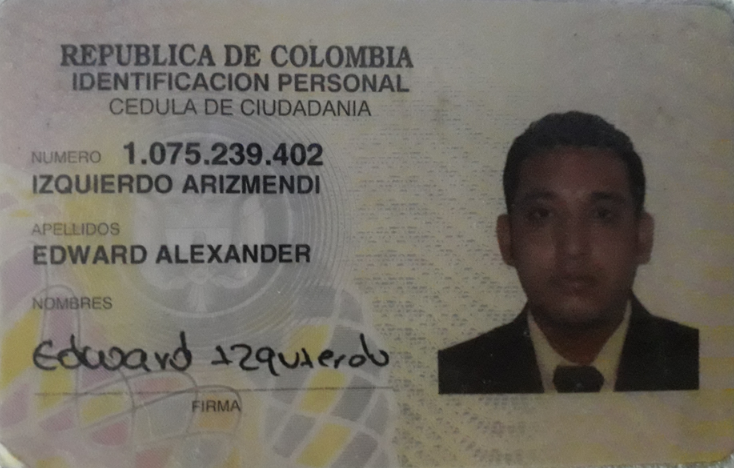 REPUBLICA DE COLOMBIA
IDENTIFICACION PERSONAL
CEDULA DE CIUDADANIA
NUMERO 1.075.239.402
IZQUIERDO ARIZMENDI
APELLIDOS
EDWARD ALEXANDER
NOMBRES
Edward Izquierdo
FIRMA